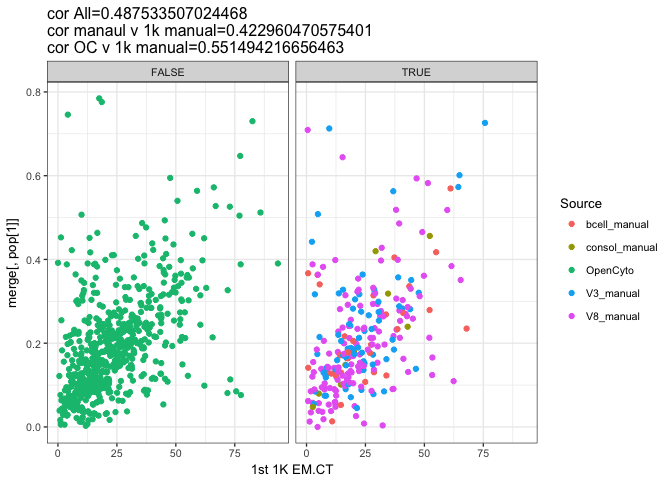 cor All=0.487533507024468
cor manaul v 1k manual=0.422960470575401
cor OC v 1k manual=0.551494216656463
FALSE
TRUE
0.8
0.6
0.4
0.2
0.0
merge[, pop[1]]
0
25
50
75
0
25
50
75
1st 1K EM.CT
Source
bcell_manual
consol_manual
OpenCyto
V3_manual
V8_manual